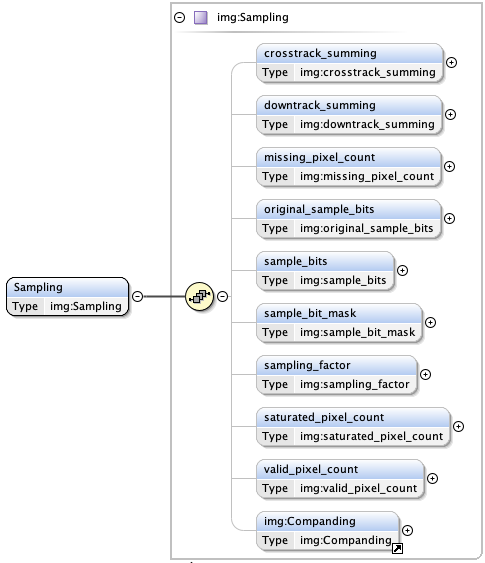 img:Sampling
crosstrack_summing
Type img:crosstrack_summing
downtrack_summing
Type img:downtrack_summing
missing_pixel_count
Type img:missing_pixel_count
original_sample_bits
Type img:original_sample_bits
sample_bits
Type img:sample_bits
Sampling
Type img:Sampling
sample_bit_mask
Type img:sample_bit_mask
sampling_factor
Type img:sampling_factor
saturated_pixel_count
Type img:saturated_pixel_count
valid_pixel_count
Type img:valid_pixel_count
img:Companding
Type img:Companding